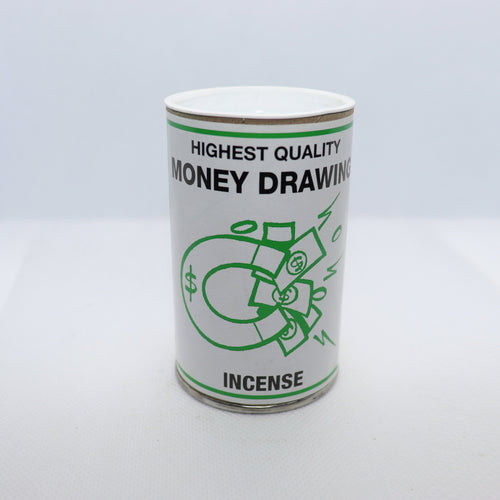 HIGHEST QUALITY
MONEY DRAWING
$
$
$
INCENSE